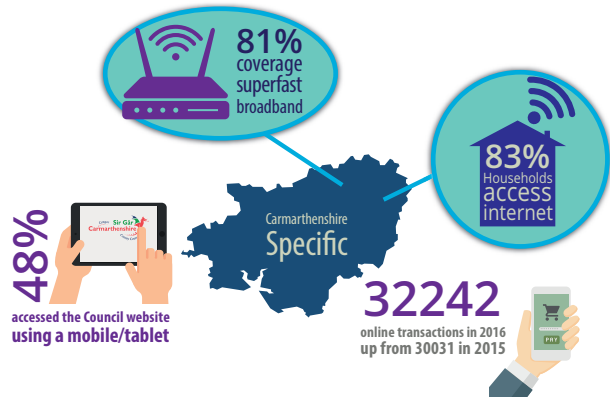 81%
coverage
superfast
broadband
83%
Households
access
internet
Carmarthenshire
Specific
48%
Sir Gâr
Carmarthenshire
accessed the Council website
using a mobile/tablet
32242
online transactions in 2016
up from 30031 in 2015
PAY